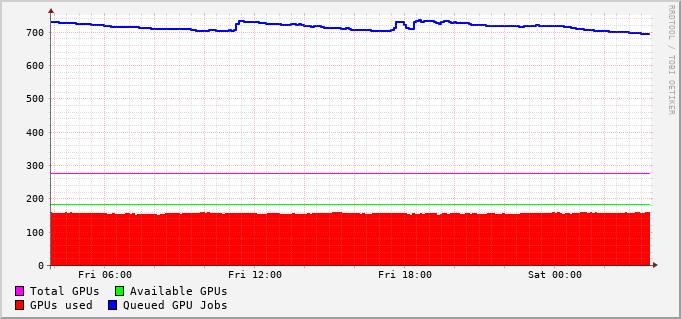 700
600
500
400
300
200
100
0
Fri 06:00 Fri 12:00 Fri 18:00 Sat 00:00
Total GPUs Available GPUs
GPUs used Queued GPU Jobs
RRDTOOL / TOBI OETIKER